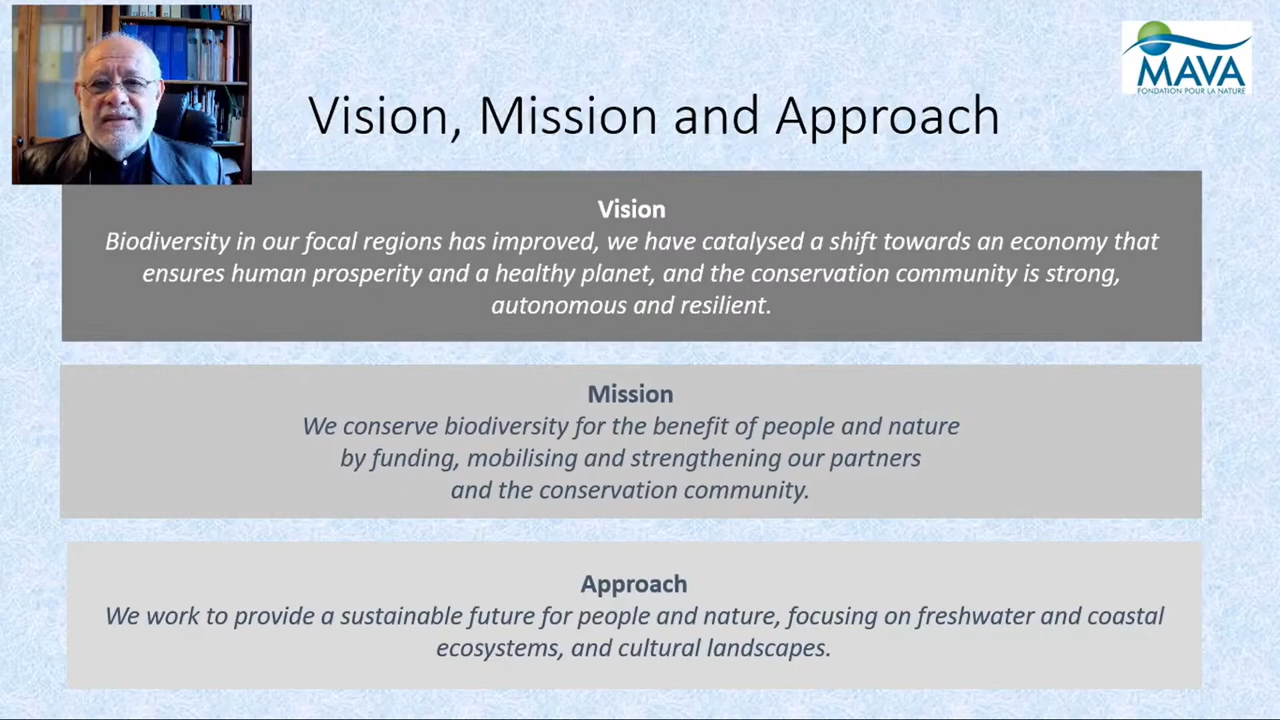 MAVA
FONDATION POUR LA NATURE
Vision, Mission and Approach
Vision
Biodiversity in our focal regions has improved, we have catalysed a shift towards an economy that
ensures human prosperity and a healthy planet, and the conservation community is strong,
autonomous and resilient.
Mission
We conserve biodiversity for the benefit of people and nature
by funding, mobilising and strengthening our partners
and the conservation community.
Approach
We work to provide a sustainable future for people and nature, focusing on freshwater and coastal
ecosystems, and cultural landscapes.